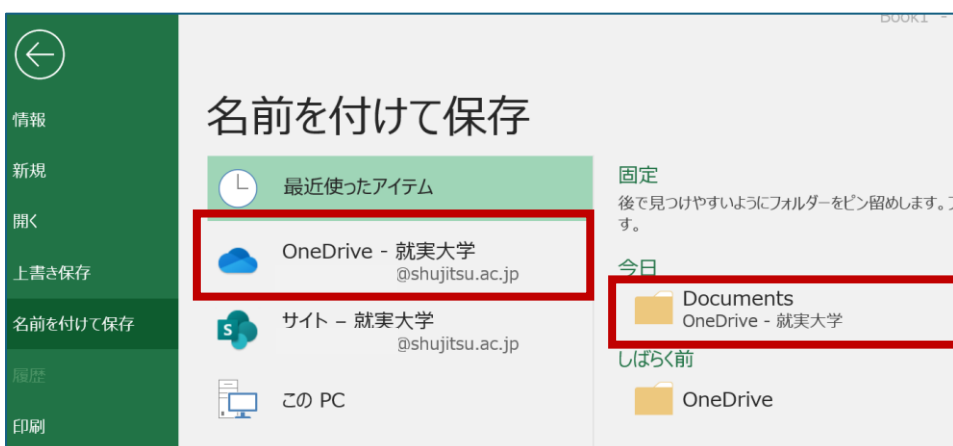 Book1 -
情報
新規
開く
上書き保存
名前を付けて保存
履歴
印刷
名前を付けて保存
最近使ったアイテム
OneDrive - 就実大学
@shujitsu.ac.jp
サイト – 就実大学
@shujitsu.ac.jp
この PC
固定
後で見つけやすいようにフォルダーをピン留めします。フ
す。
今日
Documents
OneDrive - 就実大学
しばらく前
OneDrive